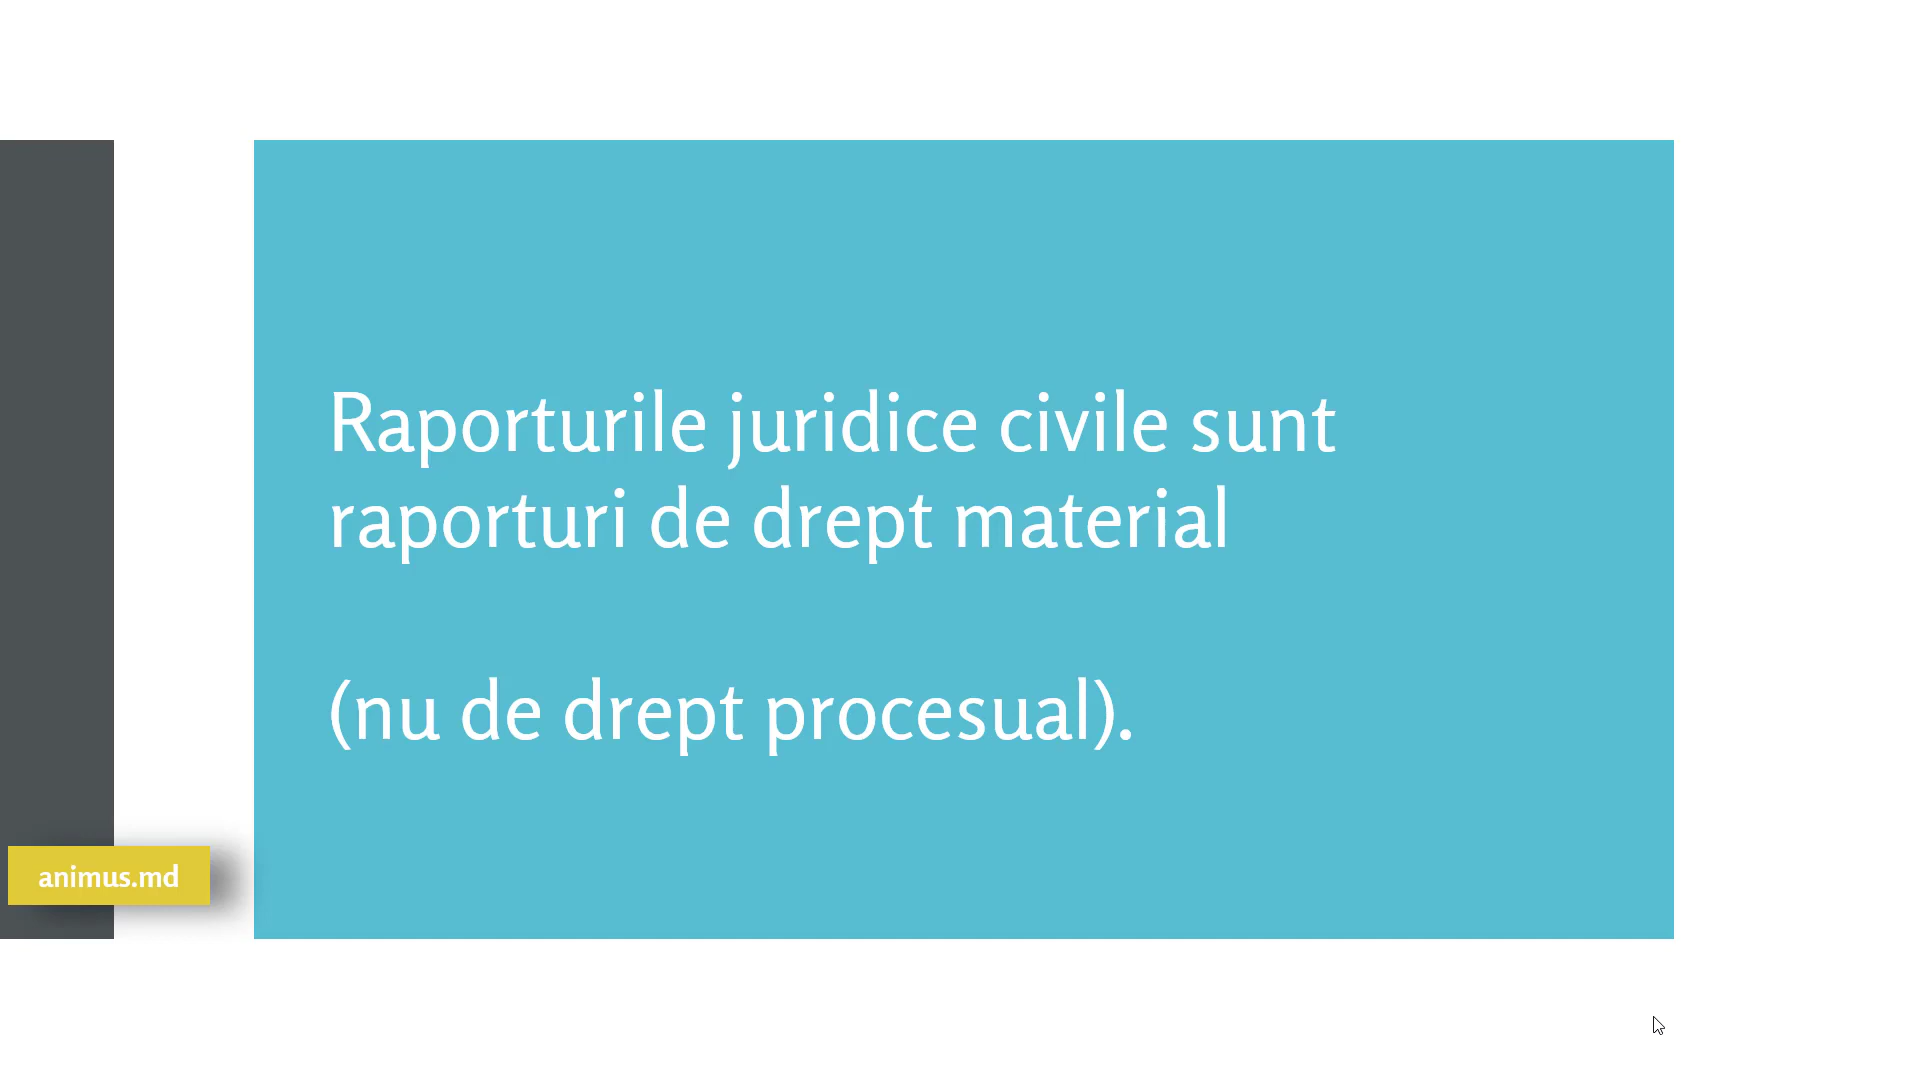 Raporturile juridice civile sunt
raporturi de drept material
(nu de drept procesual).
animus.md